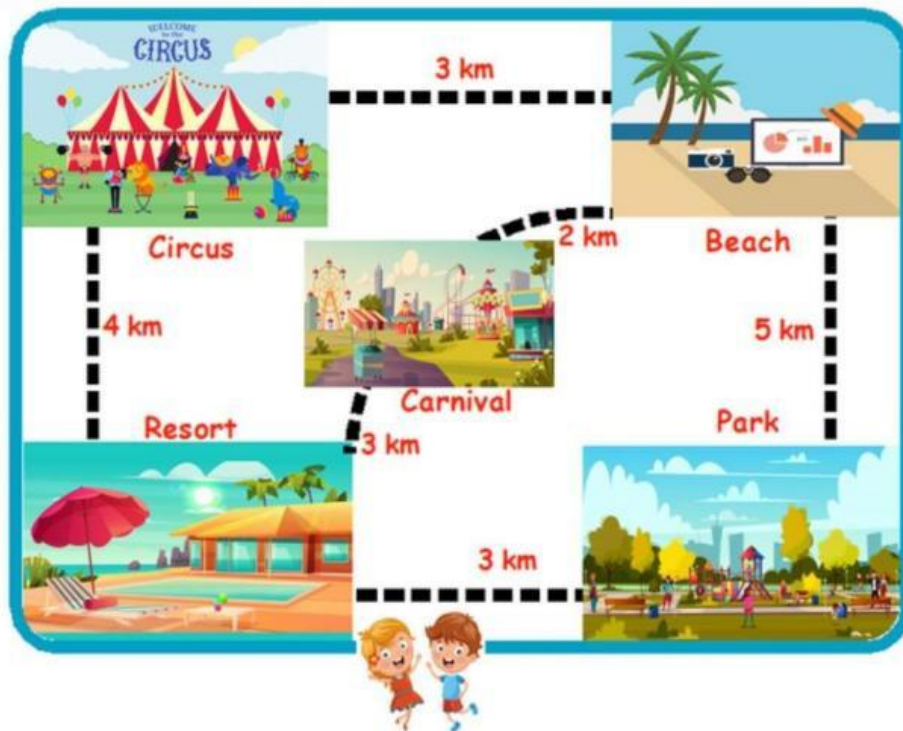 WELLCOME
to the
CIRCUS
3 km
Circus
2 km
Beach
4 km
5 km
Carnival
Resort
3 km
Park
3 km